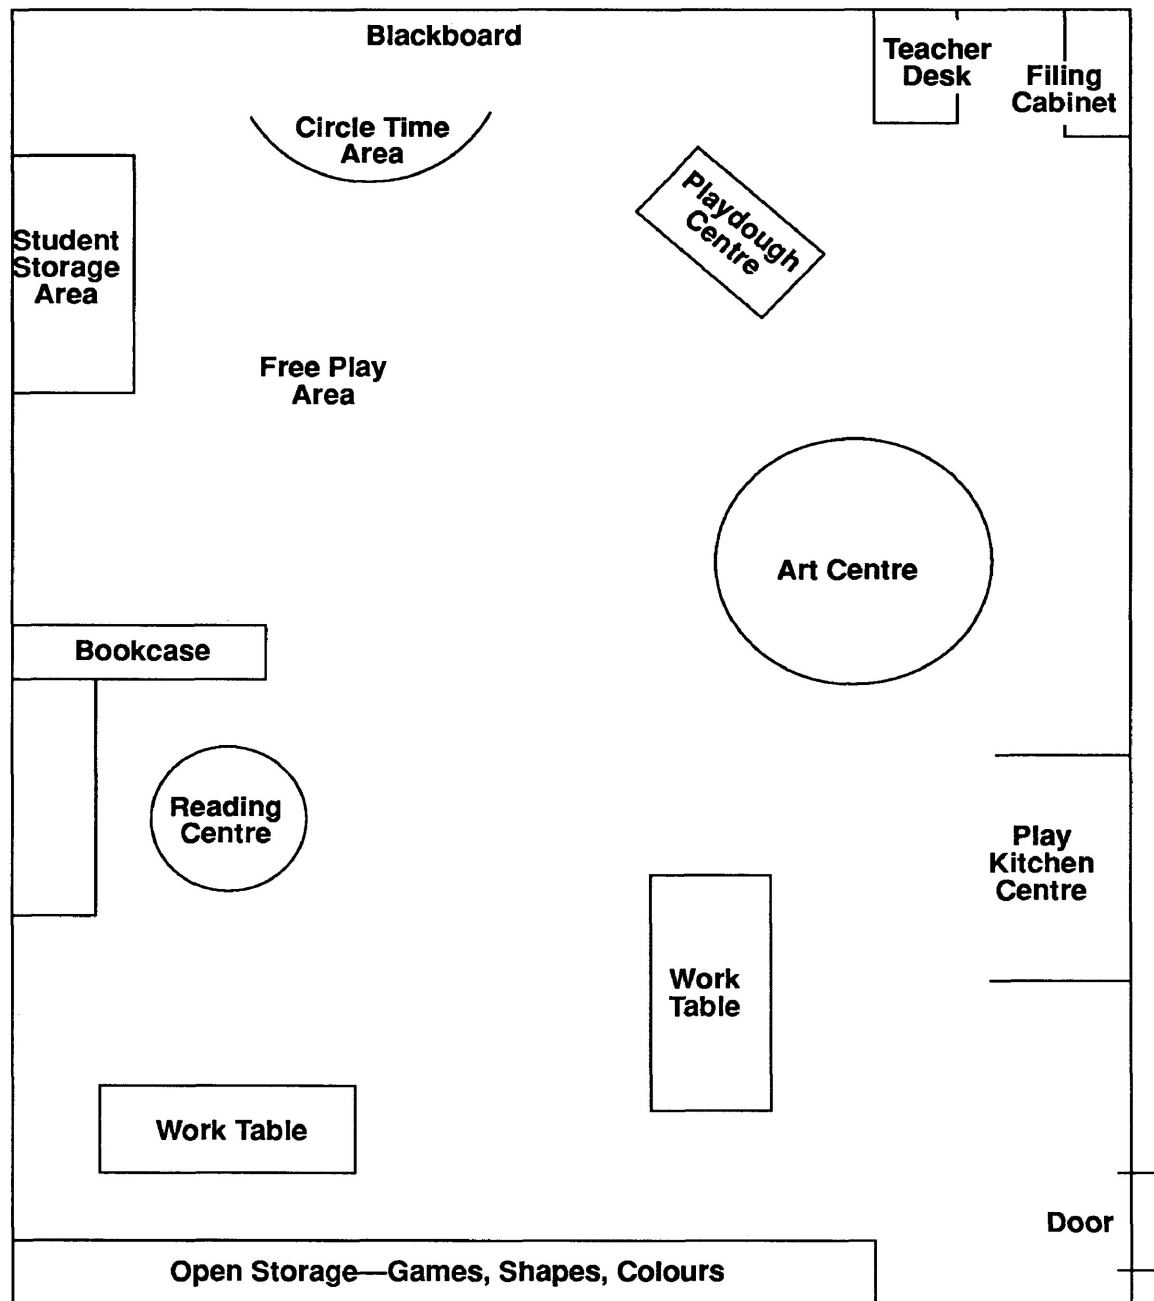 Blackboard
Teacher
Desk
Filing
Cabinet
Circle Time
Area
Playdough
Centre
Student
Storage
Area
Free Play
Area
Art Centre
Bookcase
Reading
Centre
Play
Kitchen
Centre
Work
Table
Work Table
Door
Open Storage—Games, Shapes, Colours